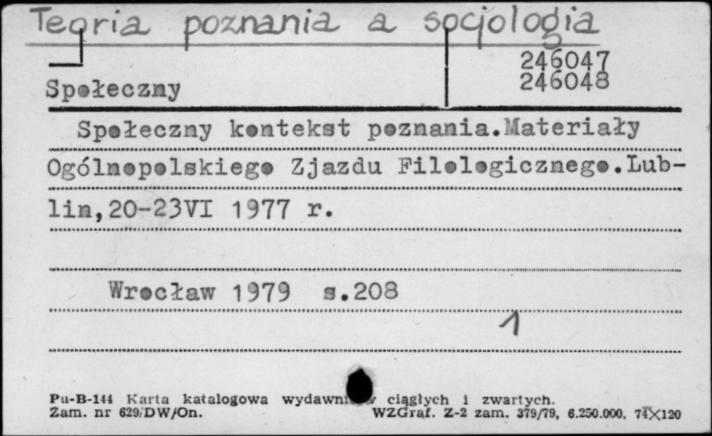 Teoria poznania a socjologia
246047
Społeczny 246048
Społeczny kontekst poznania.Materiały
Ogólnopolskiego Zjazdu Filologicznego.Lub-
lin,20-23VI 1977 r.
Wrocław 1979 s.208
1
Pu-B-144 Karta katalogowa ciągłych i zwartych.
Zam. nr 629/DW/On. WZGraf. Z-2 zam. 379/79, 6.250.000, 74X120